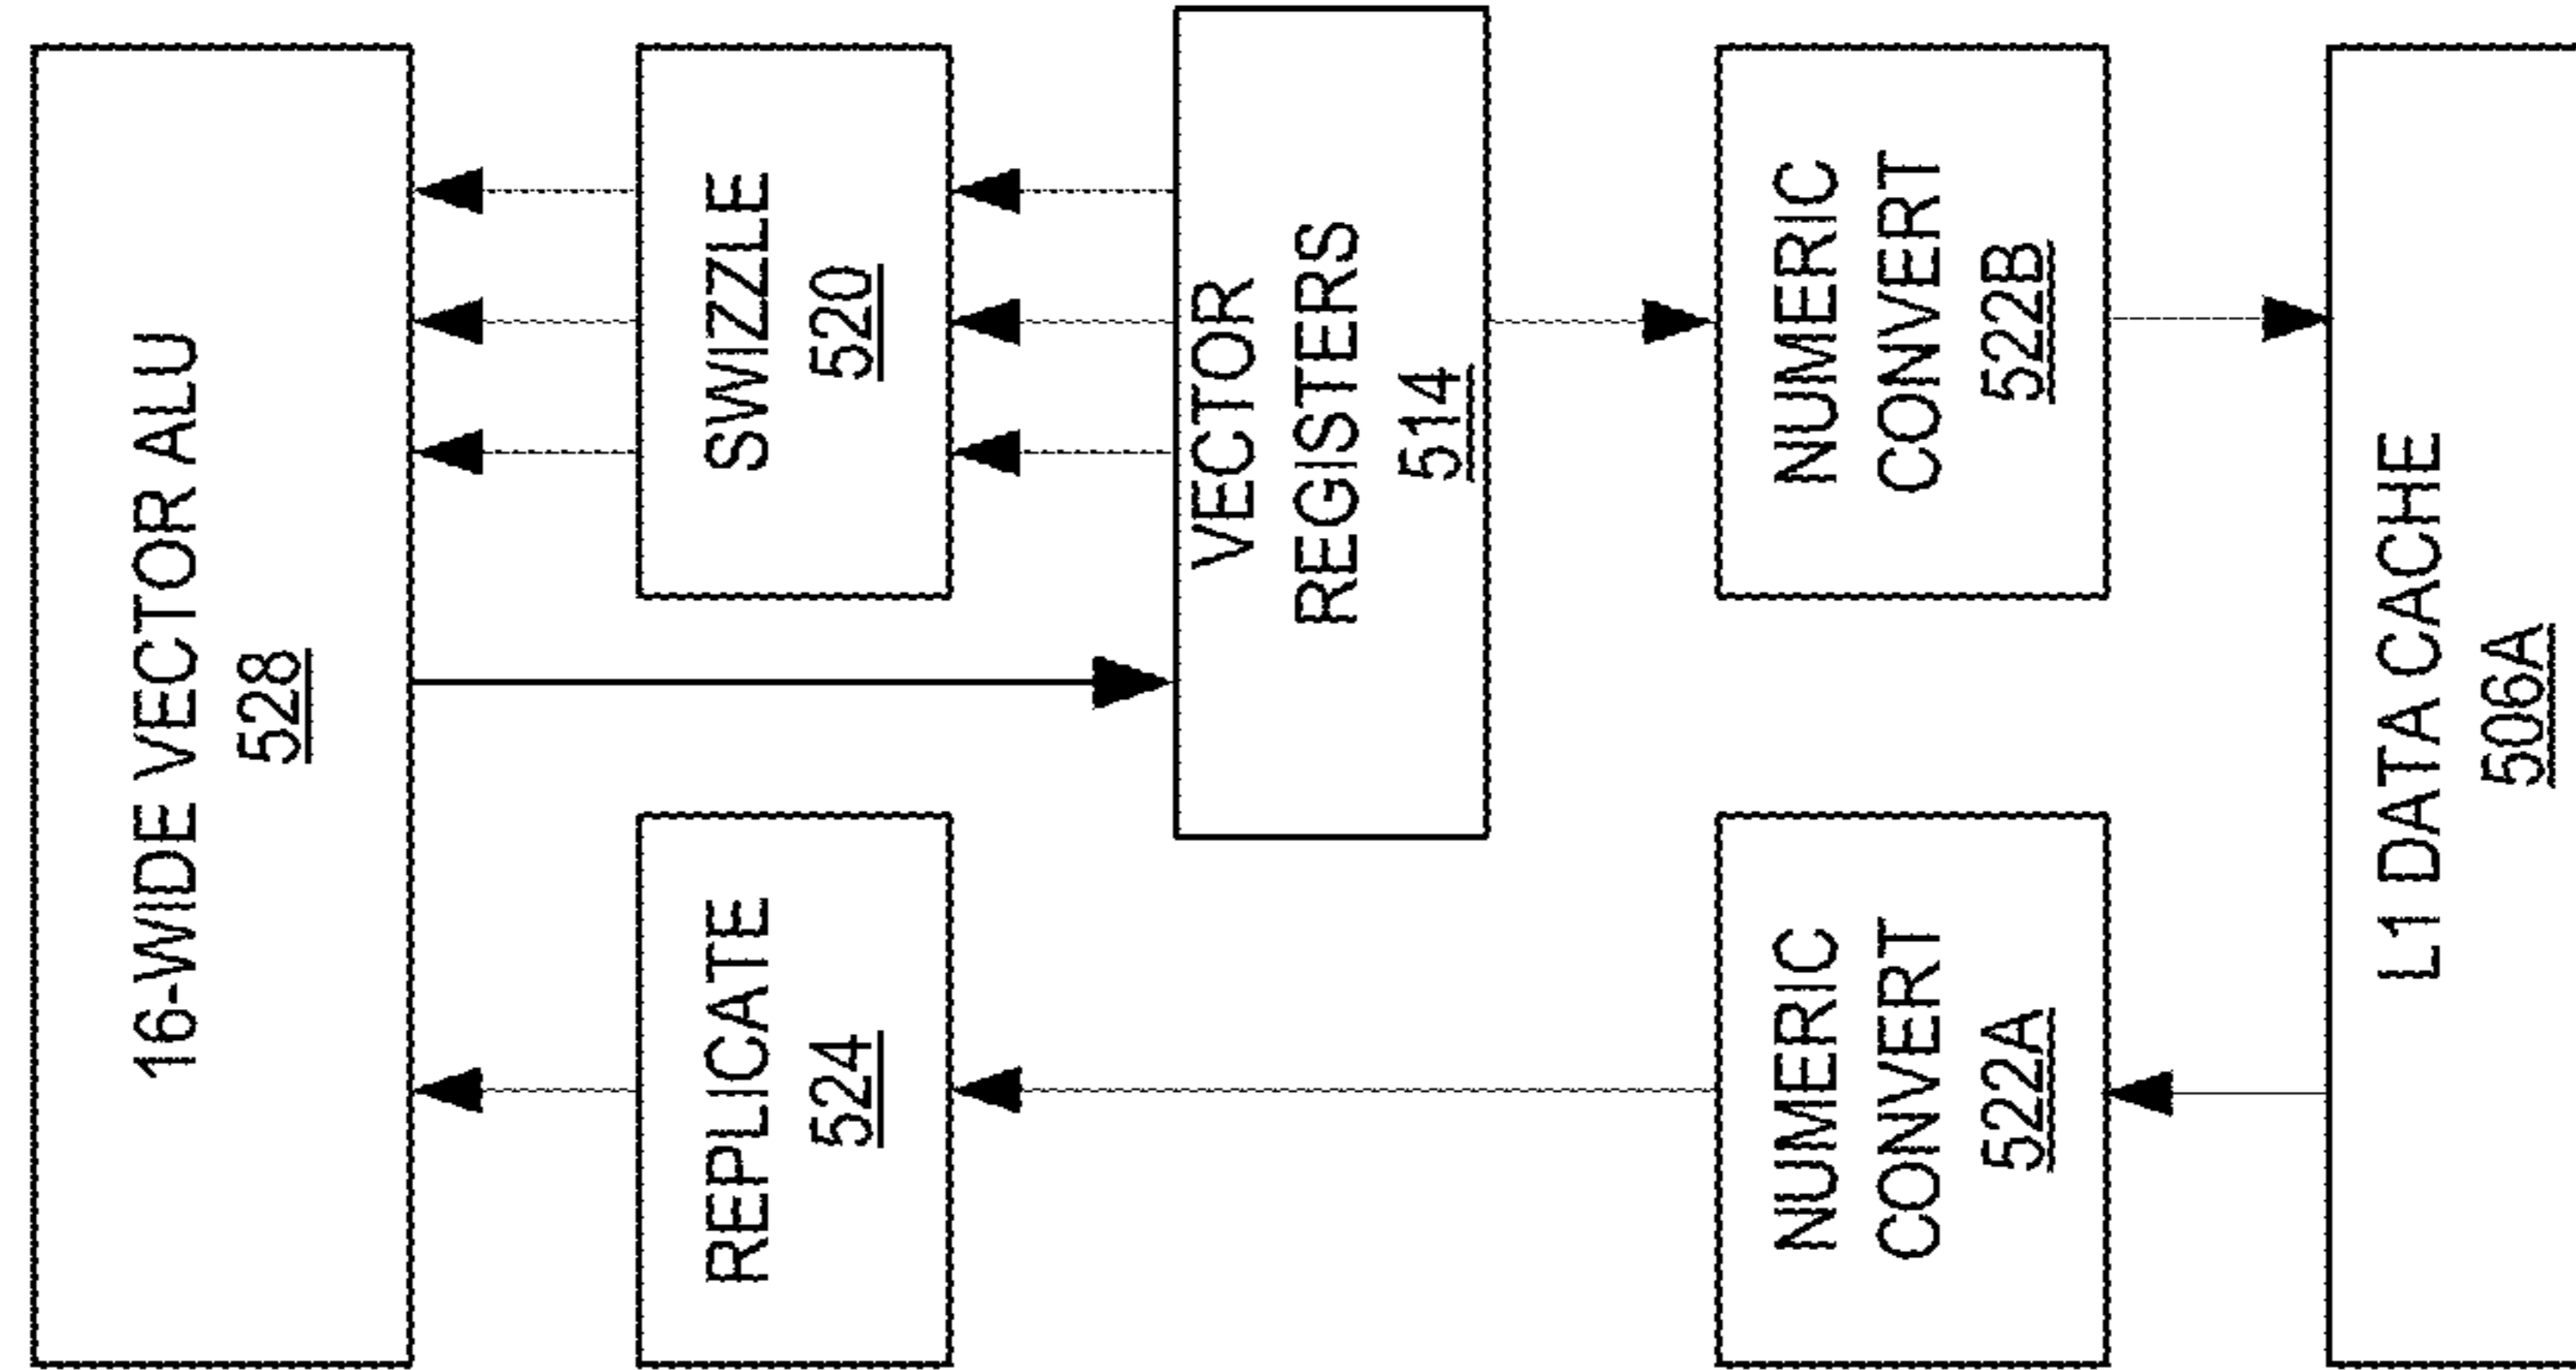 16-WIDE VECTOR ALU
528
REPLICATE
524
SWIZZLE
520
VECTOR
REGISTERS
514
NUMERIC
CONVERT
522A
NUMERIC
CONVERT
522B
L1 DATA CACHE
506A